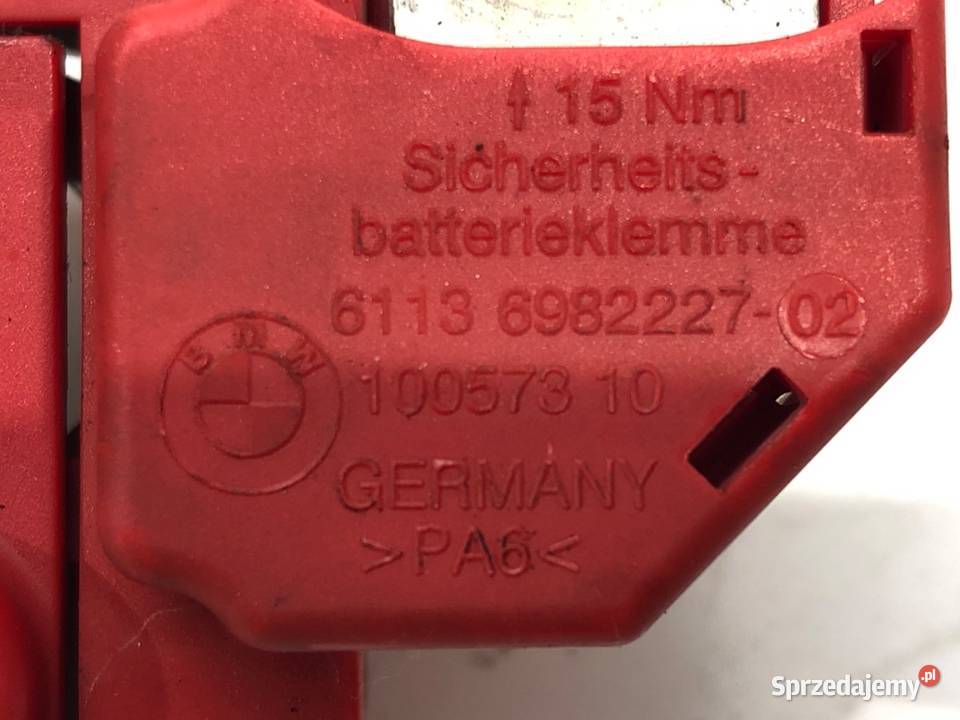 ↑ 15 Nm
Sicherheits-
batterieklemme
6113 6982227-02
BMW
100573 10
GERMANY
>PA6<
Sprzedajemy.pl